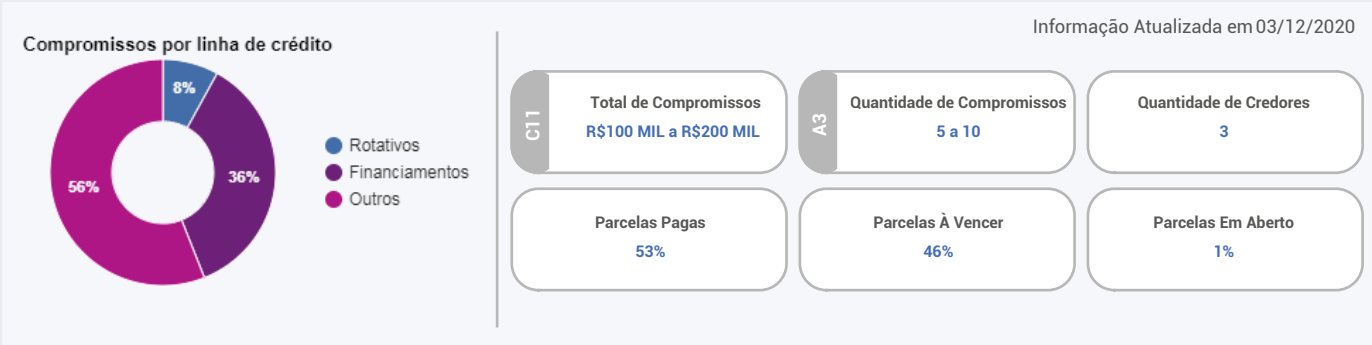 Informação Atualizada em 03/12/2020
Compromissos por linha de crédito
8%
36%
56%
Rotativos
Financiamentos
Outros
C11
Total de Compromissos
R$100 MIL a R$200 MIL
A3
Quantidade de Compromissos
5 a 10
Quantidade de Credores
3
Parcelas Pagas
53%
Parcelas À Vencer
46%
Parcelas Em Aberto
1%